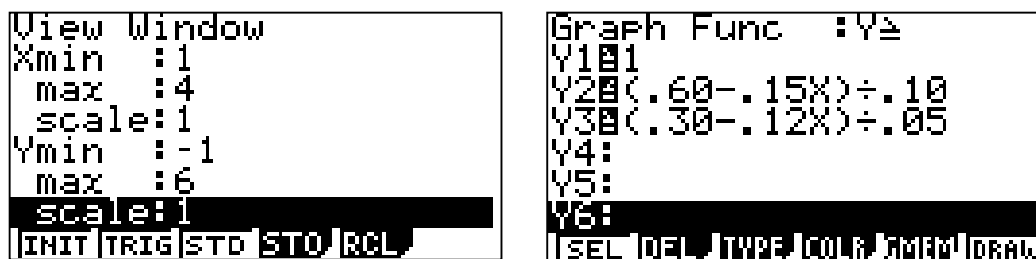 View Window
Xmin :1
max :4
scale:1
Ymin :-1
max :6
scale:1
INIT TRIG STD STO RCL
Graph Func :Y≥
Y1≥1
Y2≥(.60-.15X)÷.10
Y3≥(.30-.12X)÷.05
Y4:
Y5:
Y6:
SEL DEL TYPE COLR GMEM DRAW